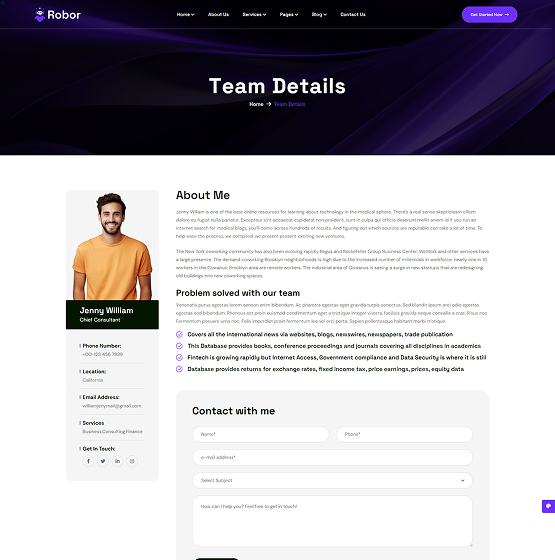 Robor
Home
About Us
Services
Pages
Blog
Contact Us
Get Started Now →
Team Details
Home → Team Details
About Me
Jenny William is one of the best online resources for learning about technology in the medical sphere. There's a real sense skepticism cillum
dolore eu fugiat nulla pariatur. Excepteur sint occaecat cupidatat non proident, sunt in culpa qui officia deserunt mollit anim id If you run an
internet search for medical blogs, you'll come across hundreds of results. And figuring out which sources are reputable can take a lot of time. To
help ease the process, we compiled, we present present exciting new ventures.
The New York coworking community has also been evolving rapidly Regus and Rockefeller Group Business Center, WeWork and other services have
a large presence. The demand coworking Brooklyn neighborhoods is high due to the increased number of millennials in workforce: nearly one in 10
workers in the Gowanus, Brooklyn area are remote workers. The industrial area of Gowanus is seeing a surge in new startups that are redesigning
old buildings into new coworking spaces.
Problem solved with our team
Venenatis purus egestas lorem aenean enim bibendum. Ac pharetra egestas eget gravida turpis senectus. Sed blandit ipsum orci odio egestas
egestas sed bibendum. Rhoncus est proin euismod condimentum eget a tristique integer viverra. facilisis gravida neque convallis a cras. Risus nec
Fermentum posuere urna nec. Felis imperdiet proin fermentum leo vel orci porta. Sapien pellentesque habitant morbi tristique.
Covers all the international news via websites, blogs, newswires, newspapers, trade publication
This Database provides books, conference proceedings and journals covering all disciplines in academics
Fintech is growing rapidly but Internet Access, Government compliance and Data Security is where it is still
Database provides returns for exchange rates, fixed income tax, price earnings, prices, equity data
Jenny William
Chief Consultant
Phone Number:
+00-123 456 7899
Location:
California
Email Address:
williamjenymail@gmail.com
Services
Business,Consulting,Finance
Get In Touch:
Contact with me
Name*
Phone*
e-mail address*
Select Subject
How can I help you? Feel free to get in touch!